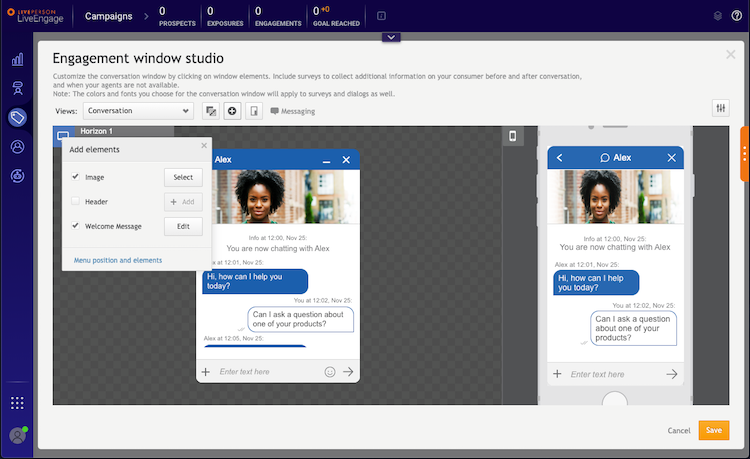 LIVEPERSON
LiveEngage
Campaigns
0
PROSPECTS
0
EXPOSURES
0
ENGAGEMENTS
0 +0
GOAL REACHED
Engagement window studio
Customize the conversation window by clicking on window elements. Include surveys to collect additional information on your consumer before and after conversation,
and when your agents are not available.
Note: The colors and fonts you choose for the conversation window will apply to surveys and dialogs as well.
Views:
Conversation
Messaging
Horizon 1
Add elements
Image
Select
Header
+ Add
Welcome Message
Edit
Menu position and elements
Alex
Info at 12:00, Nov 25:
You are now chatting with Alex
Alex at 12:01, Nov 25:
Hi, how can I help you
today?
You at 12:02, Nov 25:
Can I ask a question about
one of your products?
Alex at 12:05, Nov 25:
Enter text here
Alex
Info at 12:00, Nov 25:
You are now chatting with Alex
Alex at 12:01, Nov 25:
Hi, how can I help
you today?
You at 12:02, Nov 25:
Can I ask a question
about one of your
products?
Enter text here
Cancel
Save